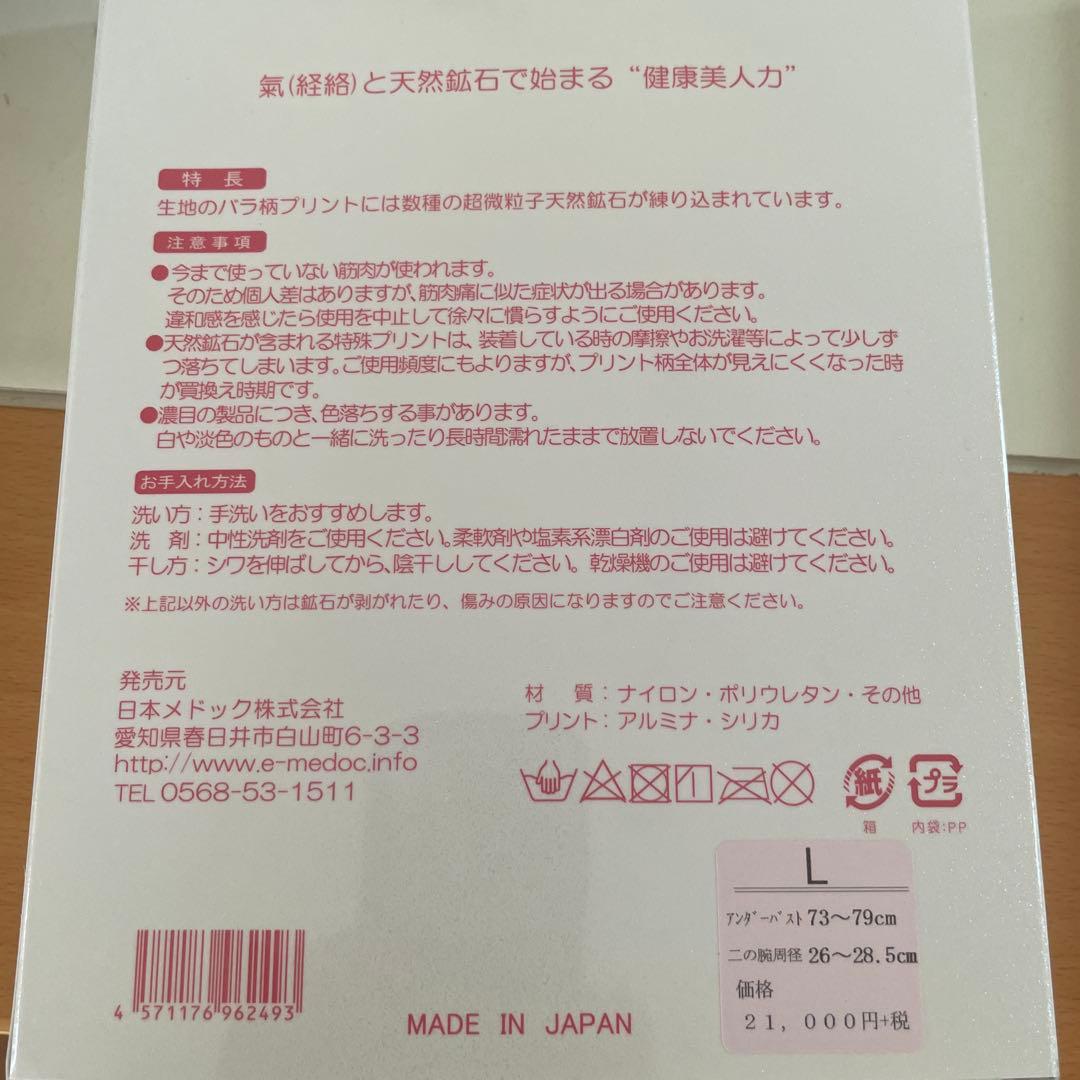 氣(経絡)と天然鉱石で始まる“健康美人力”
特 長
生地のバラ柄プリントには数種の超微粒子天然鉱石が練り込まれています。
注意事項
●今まで使っていない筋肉が使われます。
そのため個人差はありますが、筋肉痛に似た症状が出る場合があります。
違和感を感じたら使用を中止して徐々に慣らすようにご使用ください。
●天然鉱石が含まれる特殊プリントは、装着している時の摩擦やお洗濯等によって少しず
つ落ちてしまいます。ご使用頻度にもよりますが、プリント柄全体が見えにくくなった時
が買換え時期です。
●濃目の製品につき、色落ちする事があります。
白や淡色のものと一緒に洗ったり長時間濡れたままで放置しないでください。
お手入れ方法
洗い方：手洗いをおすすめします。
洗 剤：中性洗剤をご使用ください。柔軟剤や塩素系漂白剤のご使用は避けてください。
干し方：シワを伸ばしてから、陰干ししてください。乾燥機のご使用は避けてください。
※上記以外の洗い方は鉱石が剥がれたり、傷みの原因になりますのでご注意ください。
発売元
日本メドック株式会社
愛知県春日井市白山町6-3-3
http://www.e-medoc.info
TEL 0568-53-1511
材 質：ナイロン・ポリウレタン・その他
プリント：アルミナ・シリカ
紙 プラ
箱 内袋:PP
L
アンダーバスト 73〜79cm
二の腕周径 26〜28.5cm
価格
21,000円+税
4 571176 962493
MADE IN JAPAN